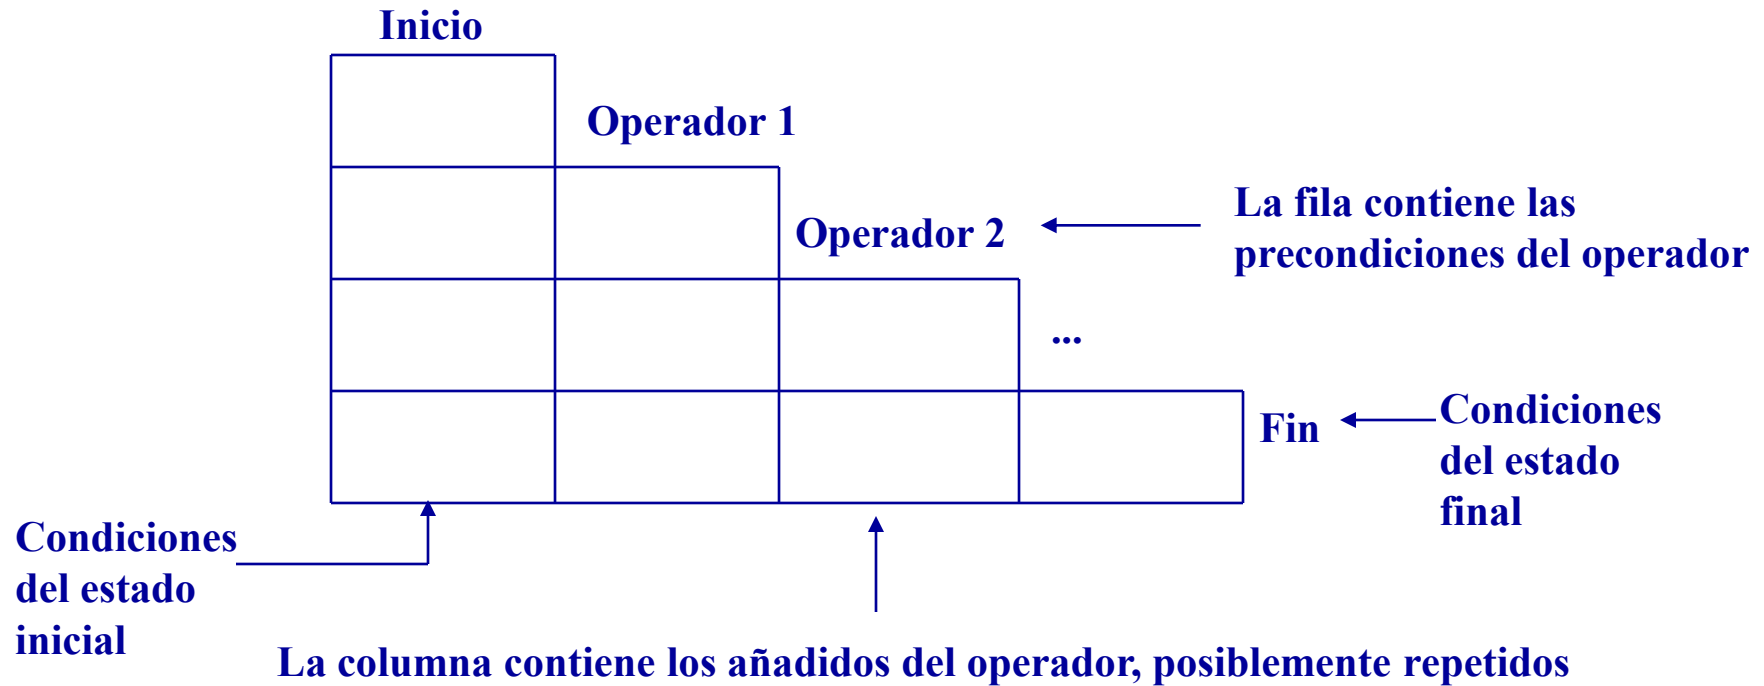 Inicio
Operador 1
Operador 2
La fila contiene las
precondiciones del operador
...
Fin
Condiciones
del estado
final
Condiciones
del estado
inicial
La columna contiene los añadidos del operador, posiblemente repetidos